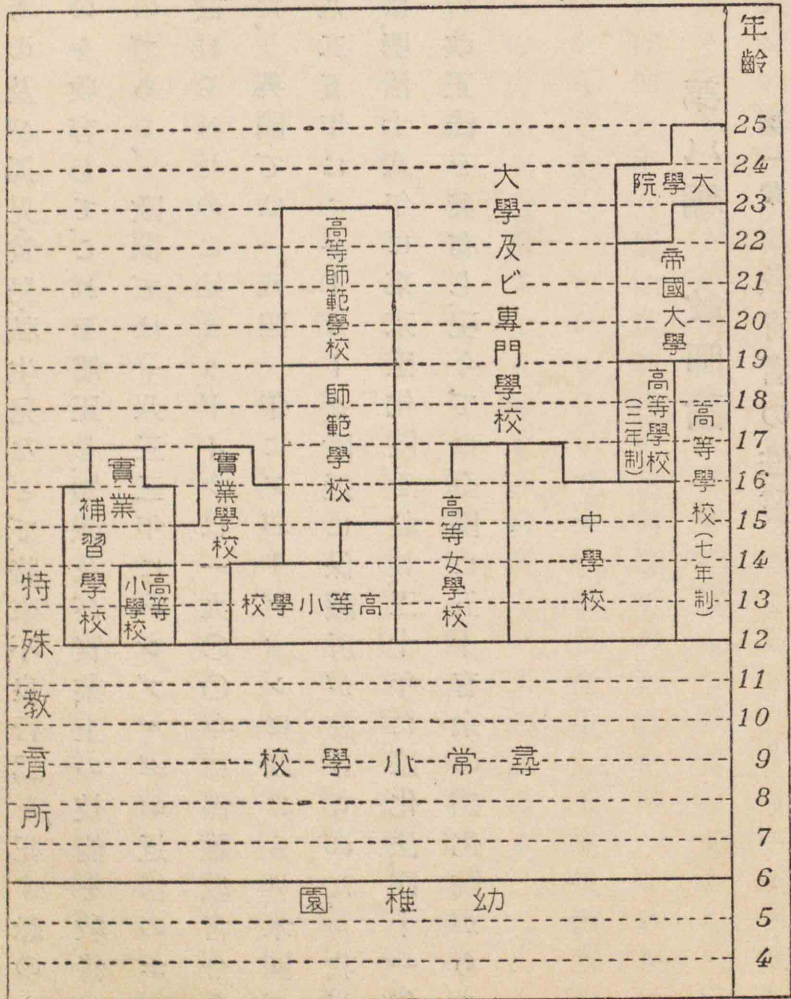 年齡
25
24
23
22
21
20
19
18
17
16
15
14
13
12
11
10
9
8
7
6
5
4
大學院
帝國大學
高等學校(三年制)
高等學校(七年制)
大學及ビ專門學校
中學校
高等女學校
高等師範學校
師範學校
高等小學校
實業學校
實業
補習學校
高等
小學校
特殊教育所
尋常小學校
幼稚園